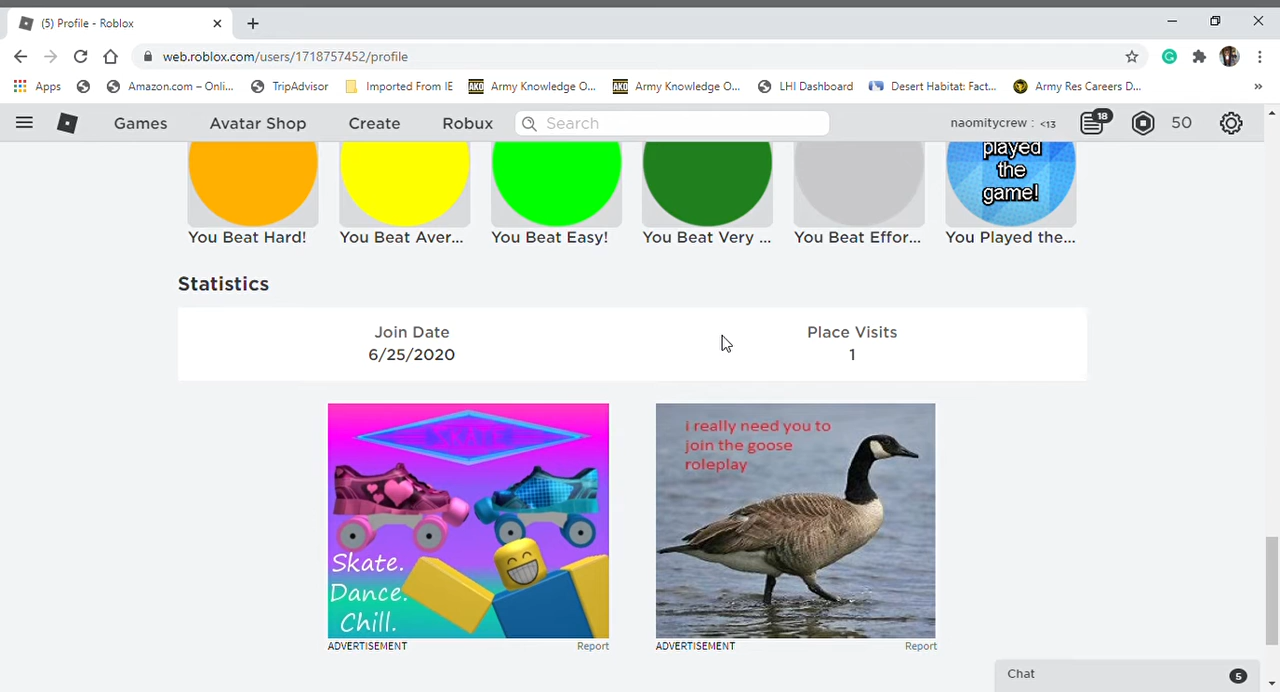 (5) Profile - Roblox
web.roblox.com/users/1718757452/profile
Apps Amazon.com – Onli... TripAdvisor Imported From IE AKO Army Knowledge O... AKO Army Knowledge O... LHI Dashboard Desert Habitat: Fact... Army Res Careers D... »
Games Avatar Shop Create Robux Search naomitycrew : <13 18 50
played
the
game!
You Beat Hard! You Beat Aver... You Beat Easy! You Beat Very ... You Beat Effor... You Played the...
Statistics
Join Date Place Visits
6/25/2020 1
SKATE
Skate.
Dance.
Chill.
i really need you to
join the goose
roleplay
ADVERTISEMENT Report ADVERTISEMENT Report
Chat 5